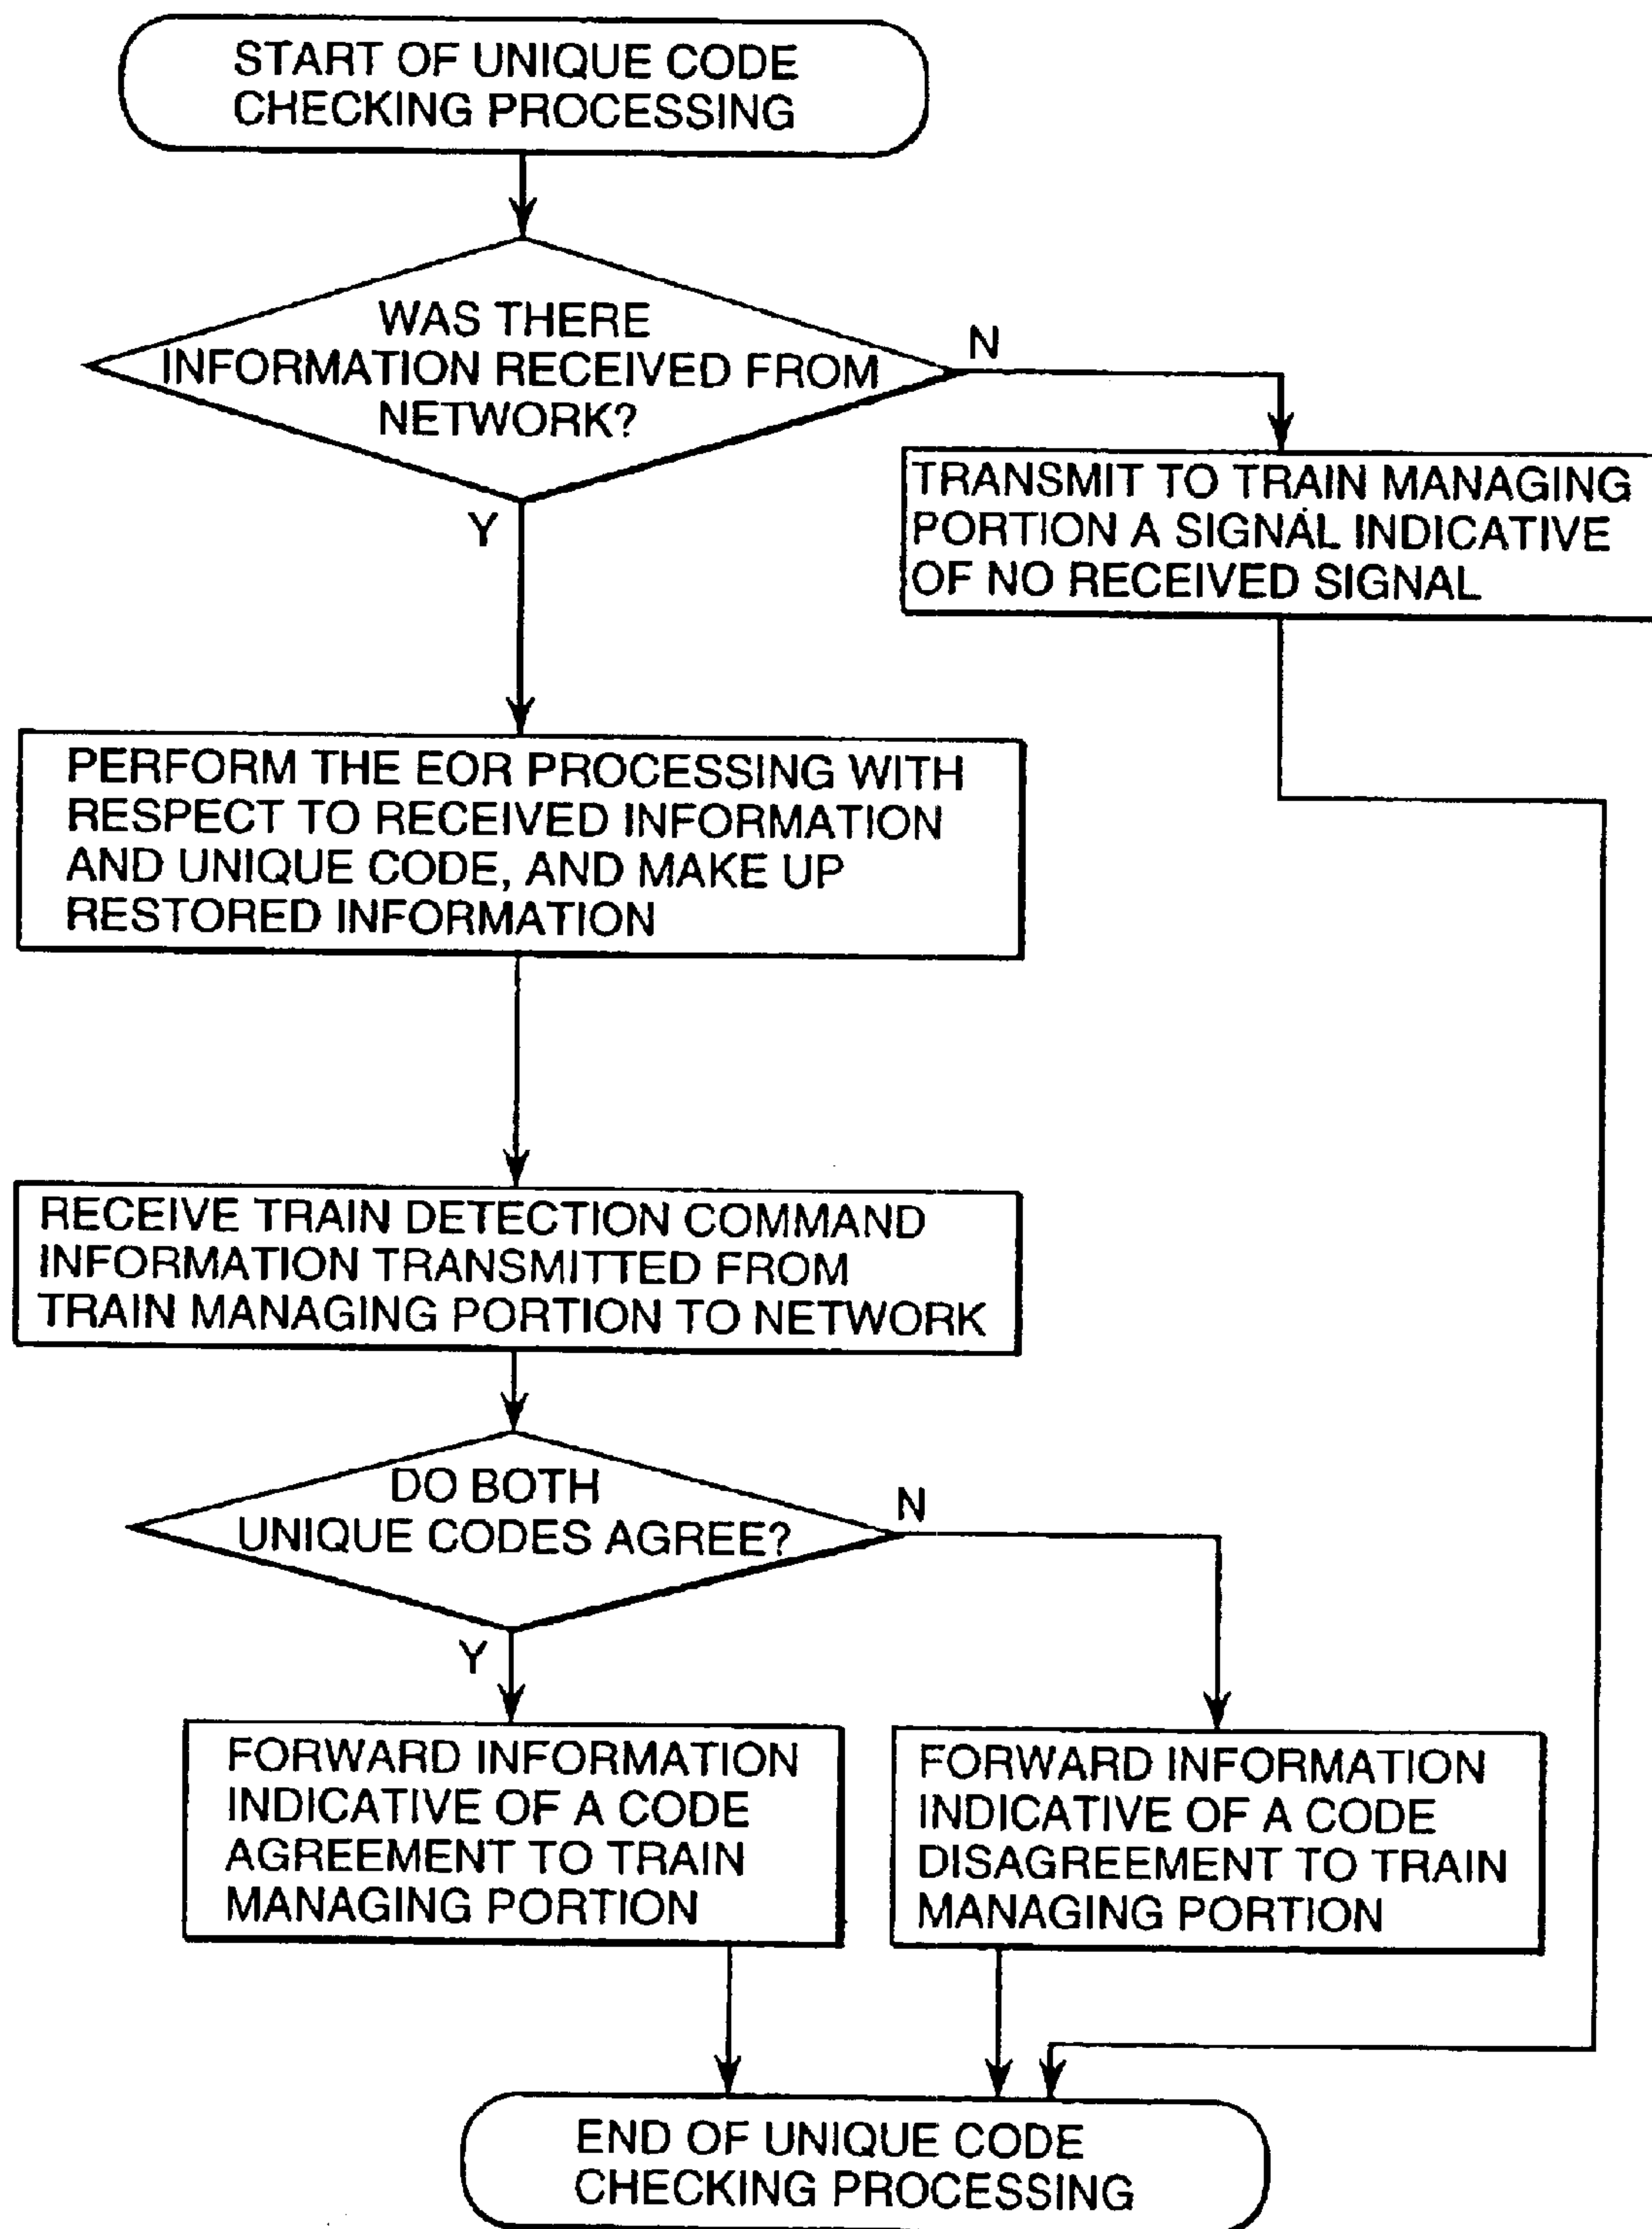 START OF UNIQUE CODE
CHECKING PROCESSING
WAS THERE
INFORMATION RECEIVED FROM
NETWORK?
N
Y
TRANSMIT TO TRAIN MANAGING
PORTION A SIGNAL INDICATIVE
OF NO RECEIVED SIGNAL
PERFORM THE EOR PROCESSING WITH
RESPECT TO RECEIVED INFORMATION
AND UNIQUE CODE, AND MAKE UP
RESTORED INFORMATION
RECEIVE TRAIN DETECTION COMMAND
INFORMATION TRANSMITTED FROM
TRAIN MANAGING PORTION TO NETWORK
DO BOTH
UNIQUE CODES AGREE?
N
Y
FORWARD INFORMATION
INDICATIVE OF A CODE
AGREEMENT TO TRAIN
MANAGING PORTION
FORWARD INFORMATION
INDICATIVE OF A CODE
DISAGREEMENT TO TRAIN
MANAGING PORTION
END OF UNIQUE CODE
CHECKING PROCESSING